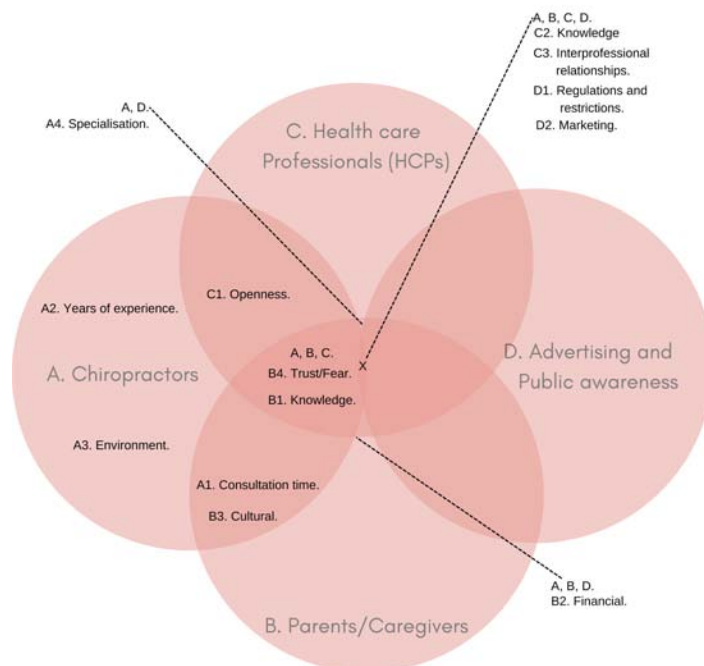 A, B, C, D.
C2. Knowledge
C3. Interprofessional
relationships.
D1. Regulations and
restrictions.
D2. Marketing.
A, D.
A4. Specialisation.
C. Health care
Professionals (HCPs)
C1. Openness.
A2. Years of experience.
A. Chiropractors
A, B, C.
B4. Trust/Fear.
X
B1. Knowledge.
D. Advertising and
Public awareness
A3. Environment.
A1. Consultation time.
B3. Cultural.
A, B, D.
B2. Financial.
B. Parents/Caregivers